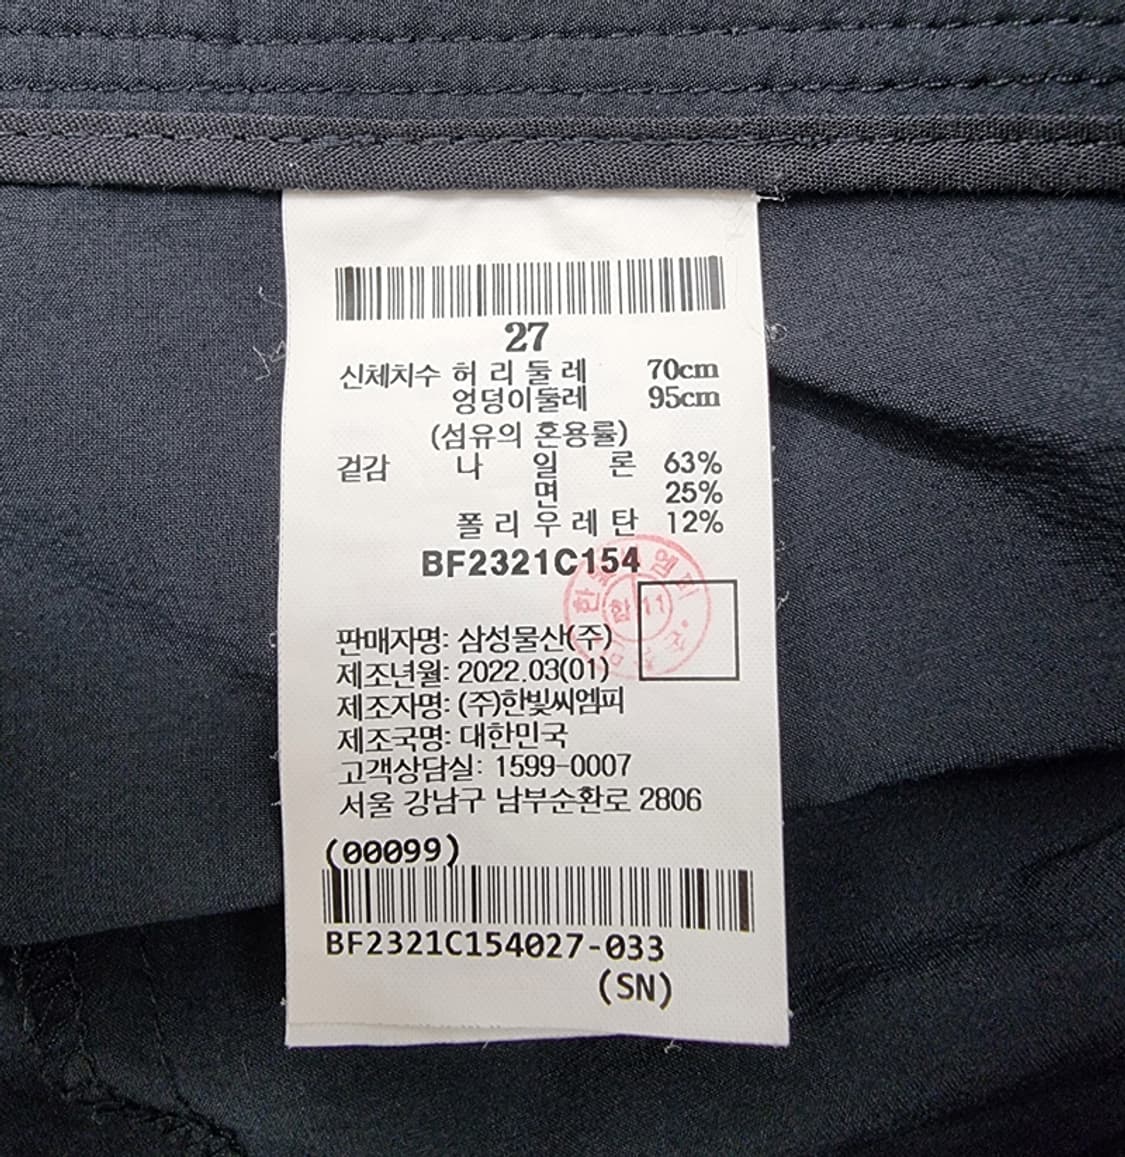 27
신체치수 허리둘레 70cm
엉덩이둘레 95cm
(섬유의 혼용률)
겉감 나일론 63%
면 25%
폴리우레탄 12%
BF2321C154
판매자명: 삼성물산(주)
제조년월: 2022.03(01)
제조자명: (주)한빛씨엠피
제조국명: 대한민국
고객상담실: 1599-0007
서울 강남구 남부순환로 2806
(00099)
BF2321C154027-033
(SN)